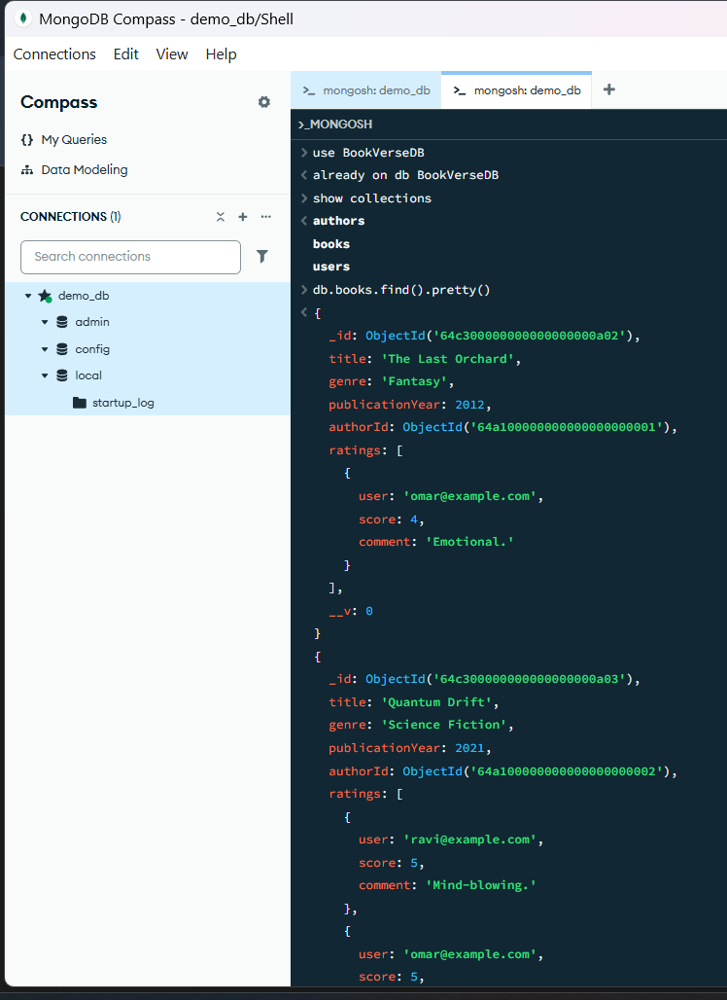 MongoDB Compass - demo_db/Shell
Connections Edit View Help
Compass
My Queries
Data Modeling
CONNECTIONS (1)
Search connections
demo_db
admin
config
local
startup_log
>_ mongosh: demo_db
>_ mongosh: demo_db
>_MONGOSH
> use BookVerseDB
< already on db BookVerseDB
> show collections
< authors
books
users
> db.books.find().pretty()
< {
_id: ObjectId('64c300000000000000000a02'),
title: 'The Last Orchard',
genre: 'Fantasy',
publicationYear: 2012,
authorId: ObjectId('64a100000000000000000001'),
ratings: [
{
user: 'omar@example.com',
score: 4,
comment: 'Emotional.'
}
],
__v: 0
}
{
_id: ObjectId('64c300000000000000000a03'),
title: 'Quantum Drift',
genre: 'Science Fiction',
publicationYear: 2021,
authorId: ObjectId('64a100000000000000000002'),
ratings: [
{
user: 'ravi@example.com',
score: 5,
comment: 'Mind-blowing.'
},
{
user: 'omar@example.com',
score: 5,